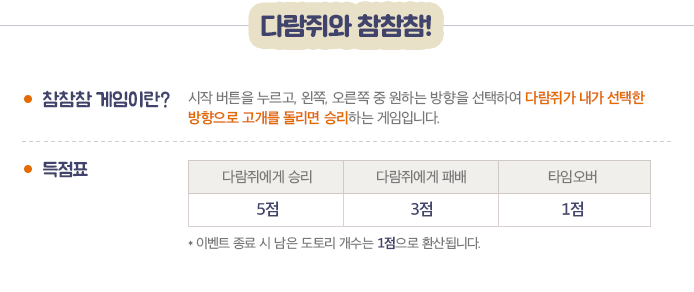 다람쥐와 참참참!
참참참 게임이란?
시작 버튼을 누르고, 왼쪽, 오른쪽 중 원하는 방향을 선택하여 다람쥐가 내가 선택한
방향으로 고개를 돌리면 승리하는 게임입니다.
득점표
다람쥐에게 승리 다람쥐에게 패배 타임오버
5점 3점 1점
* 이벤트 종료 시 남은 도토리 개수는 1점으로 환산됩니다.